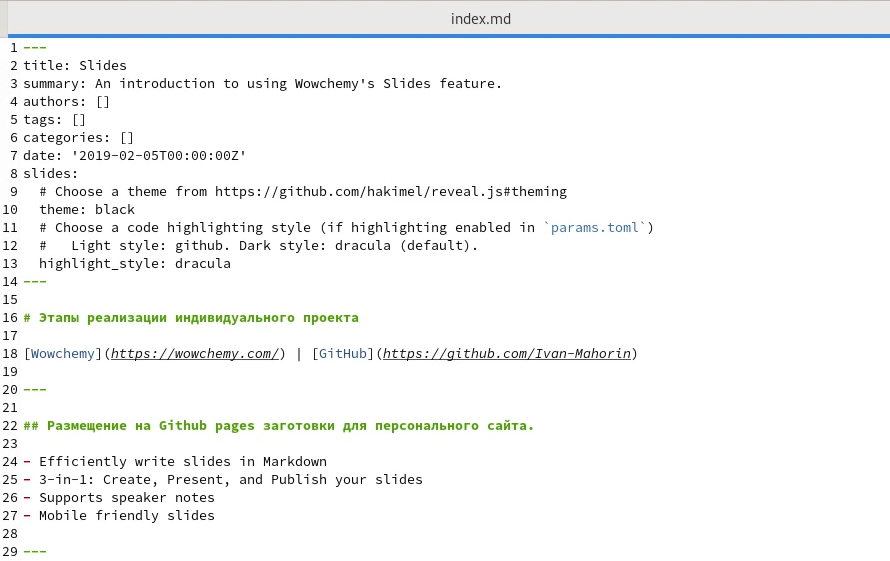 index.md
1 ---
2 title: Slides
3 summary: An introduction to using Wowchemy's Slides feature.
4 authors: []
5 tags: []
6 categories: []
7 date: '2019-02-05T00:00:00Z'
8 slides:
9   # Choose a theme from https://github.com/hakimel/reveal.js#theming
10   theme: black
11   # Choose a code highlighting style (if highlighting enabled in `params.toml`)
12   #   Light style: github. Dark style: dracula (default).
13   highlight_style: dracula
14 ---
15
16 # Этапы реализации индивидуального проекта
17
18 [Wowchemy](https://wowchemy.com/) | [GitHub](https://github.com/Ivan-Mahorin)
19
20 ---
21
22 ## Размещение на Github pages заготовки для персонального сайта.
23
24 - Efficiently write slides in Markdown
25 - 3-in-1: Create, Present, and Publish your slides
26 - Supports speaker notes
27 - Mobile friendly slides
28
29 ---